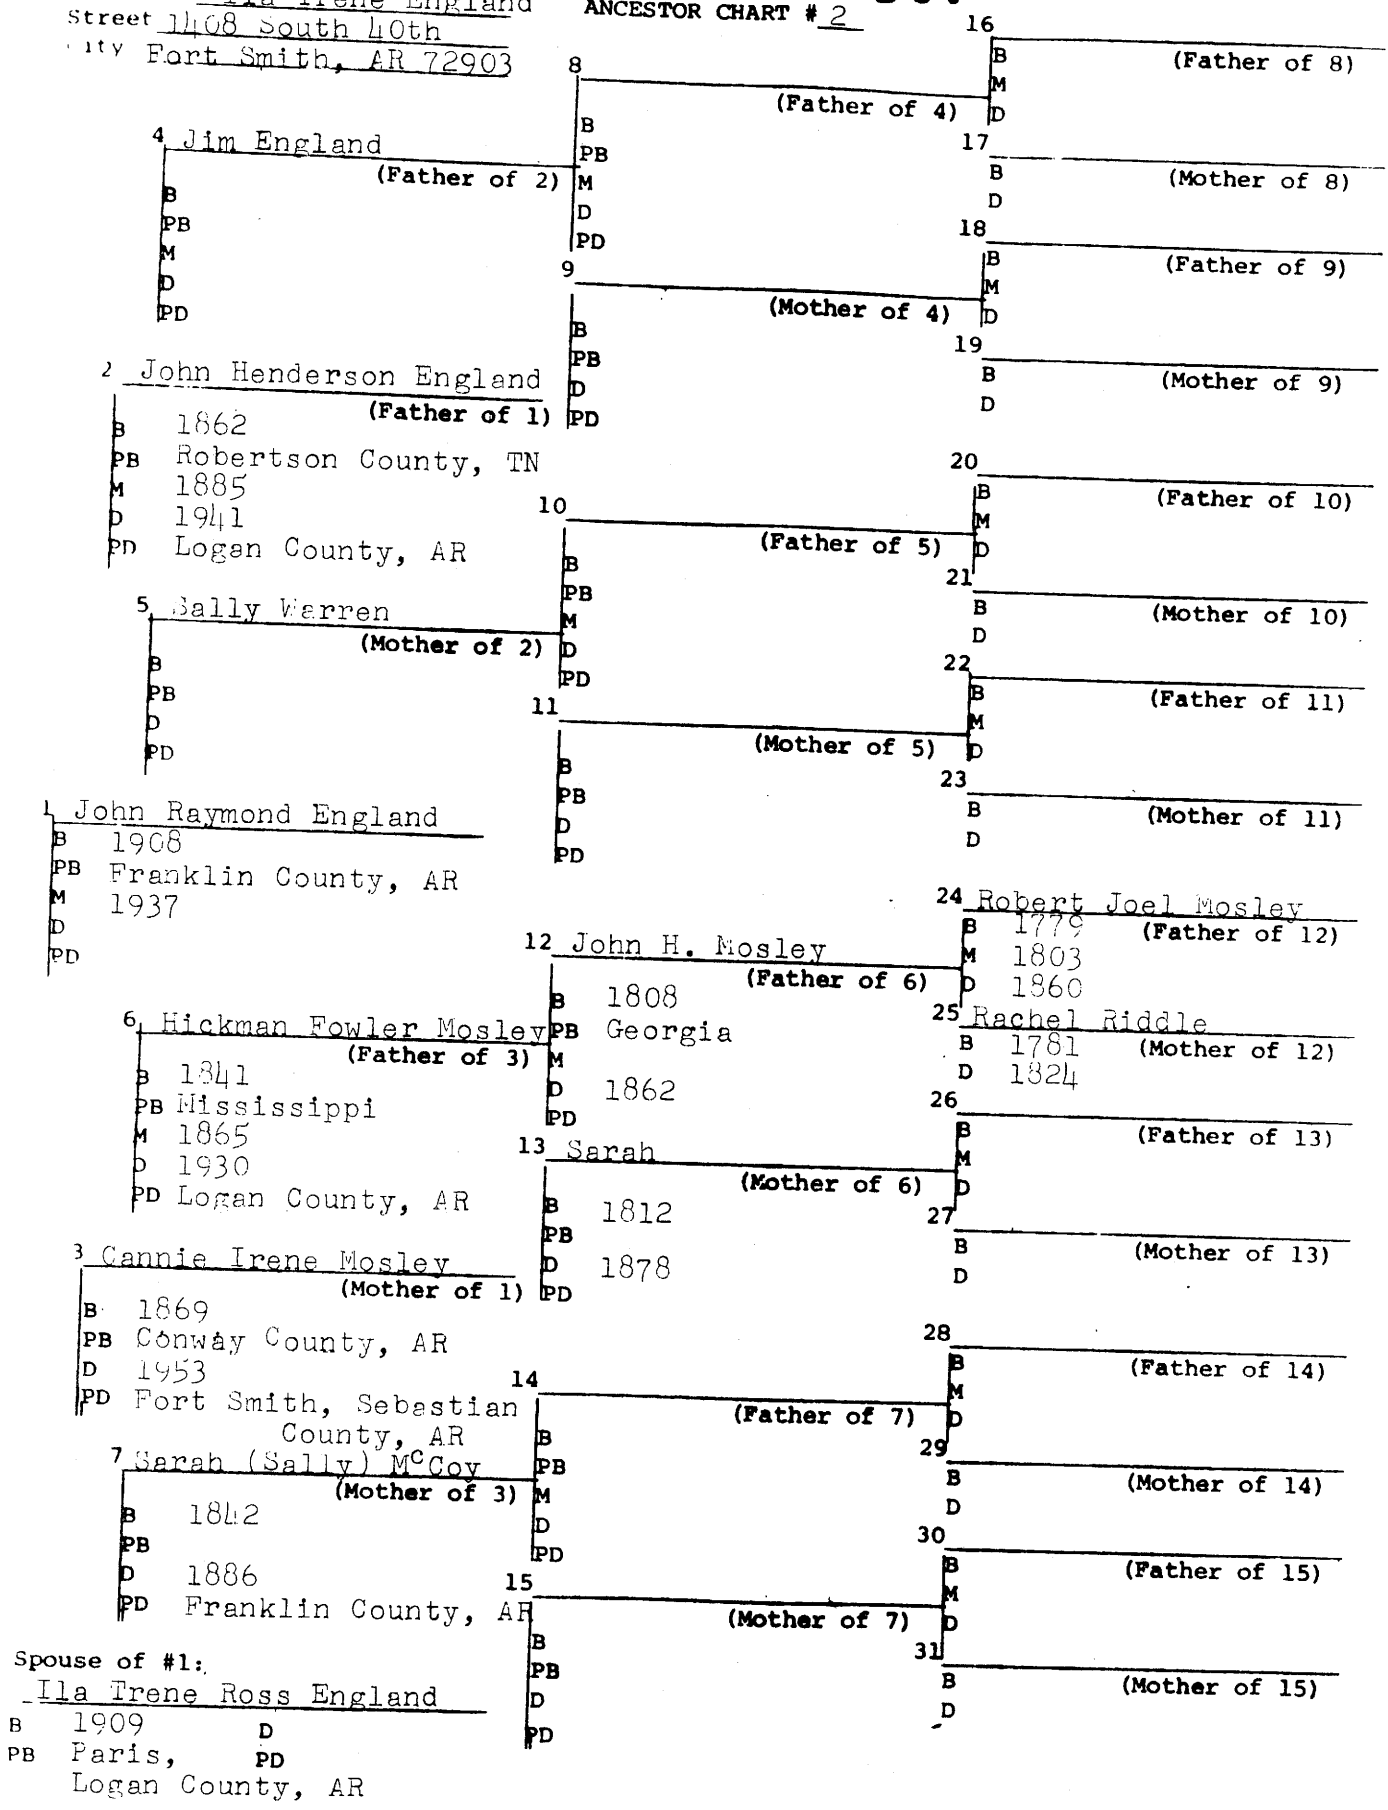 Ila Irene England
ANCESTOR CHART # 2
Street 1408 South 40th
City Fort Smith, AR 72903
16
(Father of 8)
B
M
D
8
(Father of 4)
B
PB
M
D
PD
17
(Mother of 8)
B
D
4 Jim England
(Father of 2)
B
PB
M
D
PD
18
(Father of 9)
B
M
D
9
(Mother of 4)
B
PB
D
PD
19
(Mother of 9)
B
D
2 John Henderson England
(Father of 1)
B 1862
PB Robertson County, TN
M 1885
D 1941
PD Logan County, AR
20
(Father of 10)
B
M
D
10
(Father of 5)
B
PB
M
D
PD
21
(Mother of 10)
B
D
5 Sally Warren
(Mother of 2)
B
PB
D
PD
22
(Father of 11)
B
M
D
11
(Mother of 5)
B
PB
D
PD
23
(Mother of 11)
B
D
1 John Raymond England
B 1908
PB Franklin County, AR
M 1937
D
PD
24 Robert Joel Mosley
(Father of 12)
B 1779
M 1803
D 1860
12 John H. Mosley
(Father of 6)
B 1808
PB Georgia
M
D 1862
PD
25 Rachel Riddle
(Mother of 12)
B 1781
D 1824
6 Hickman Fowler Mosley
(Father of 3)
B 1841
PB Mississippi
M 1865
D 1930
PD Logan County, AR
26
(Father of 13)
B
M
D
13 Sarah
(Mother of 6)
B 1812
PB
D 1878
PD
27
(Mother of 13)
B
D
3 Cannie Irene Mosley
(Mother of 1)
B 1869
PB Conway County, AR
D 1953
PD Fort Smith, Sebastian
County, AR
28
(Father of 14)
B
M
D
14
(Father of 7)
B
PB
M
D
PD
29
(Mother of 14)
B
D
7 Sarah (Sally) McCoy
(Mother of 3)
B 1842
PB
D 1886
PD Franklin County, AR
30
(Father of 15)
B
M
D
15
(Mother of 7)
B
PB
D
PD
31
(Mother of 15)
B
D
Spouse of #1:
Ila Irene Ross England
B 1909 D
PB Paris, PD
Logan County, AR